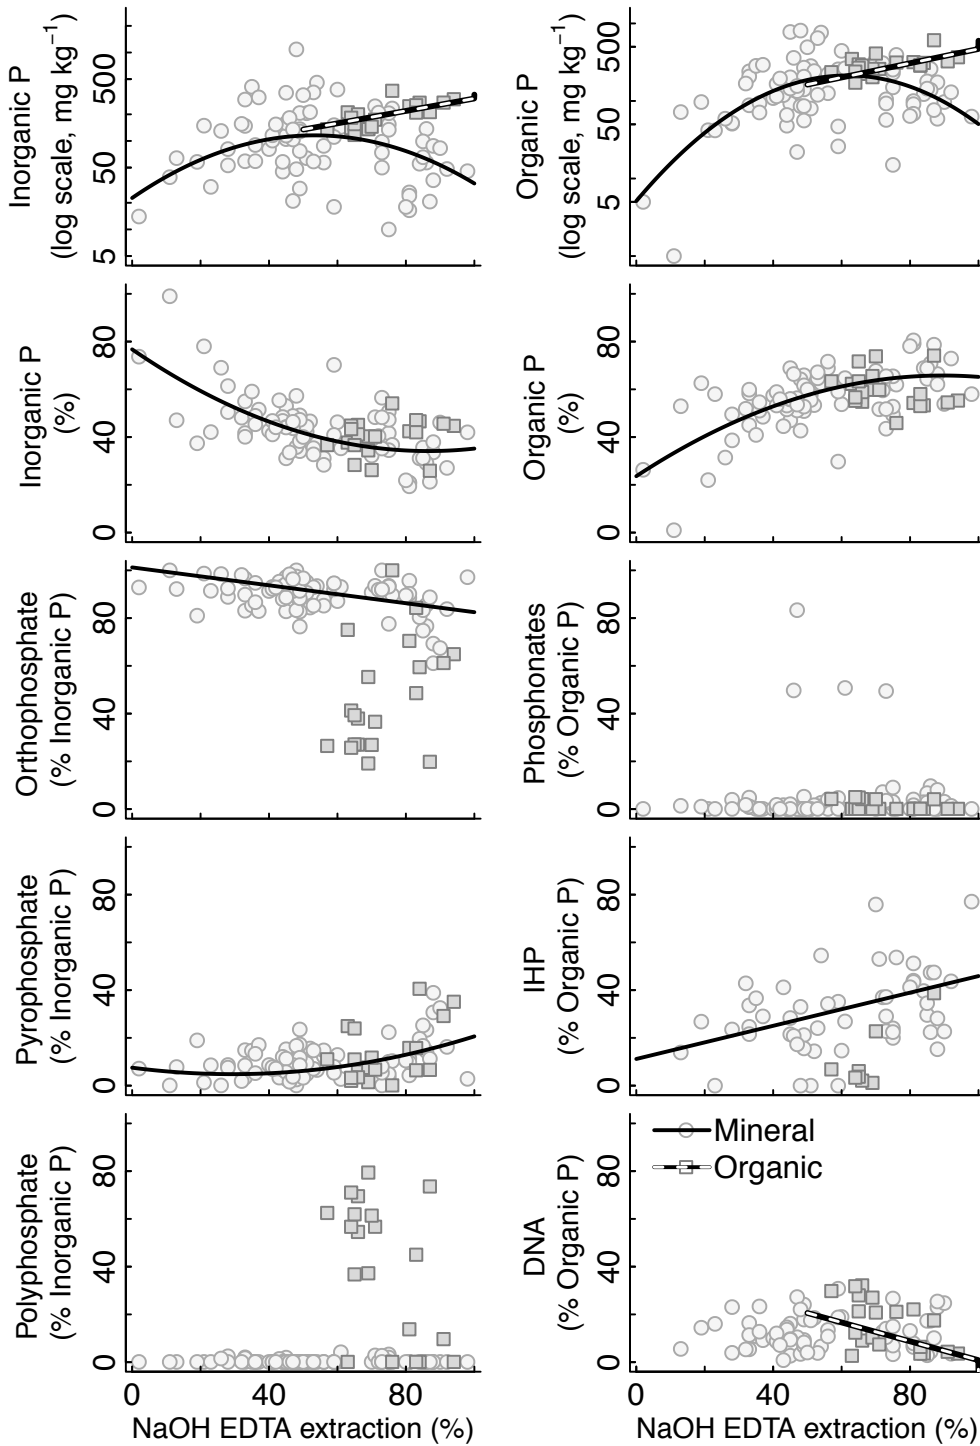 Inorganic P
(log scale, mg kg⁻¹)
5 50 500
Organic P
(log scale, mg kg⁻¹)
5 50 500
Inorganic P
(%)
0 40 80
Organic P
(%)
0 40 80
Orthophosphate
(% Inorganic P)
0 40 80
Phosphonates
(% Organic P)
0 40 80
Pyrophosphate
(% Inorganic P)
0 40 80
IHP
(% Organic P)
0 40 80
Polyphosphate
(% Inorganic P)
0 40 80
DNA
(% Organic P)
0 40 80
Mineral
Organic
0 40 80
NaOH EDTA extraction (%)
0 40 80
NaOH EDTA extraction (%)